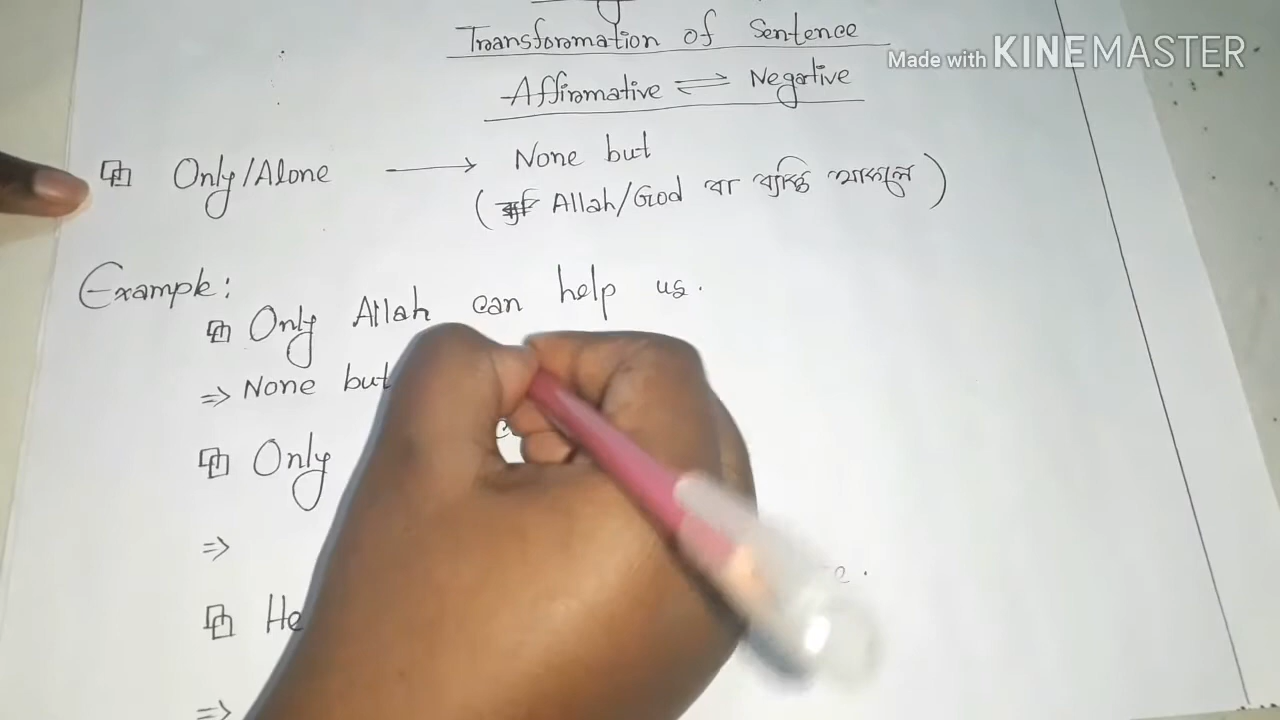 Transformation of Sentence
Made with KINEMASTER
Affirmative ⇌ Negative
Only/Alone → None but
(Allah/God বা ব্যক্তি থাকলে)
Example:
Only Allah can help us.
⇒ None but
Only
⇒
He
⇒